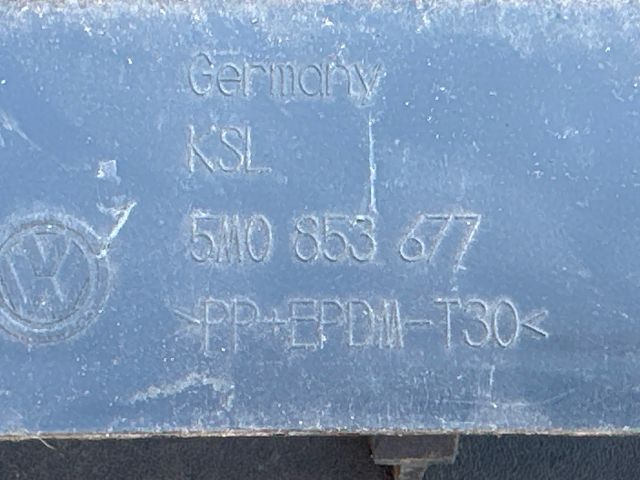 Germany
KSL
5M0 853 677
>PP+EPDM-T30<